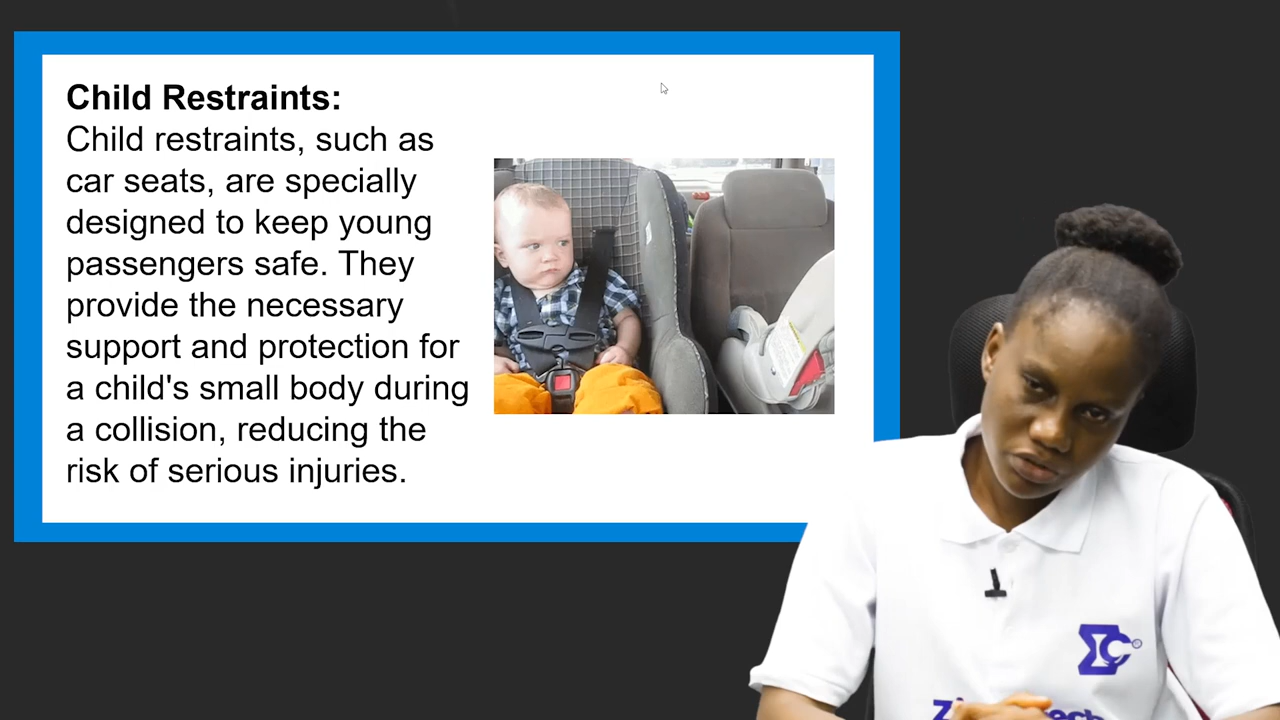 Child Restraints:
Child restraints, such as
car seats, are specially
designed to keep young
passengers safe. They
provide the necessary
support and protection for
a child's small body during
a collision, reducing the
risk of serious injuries.